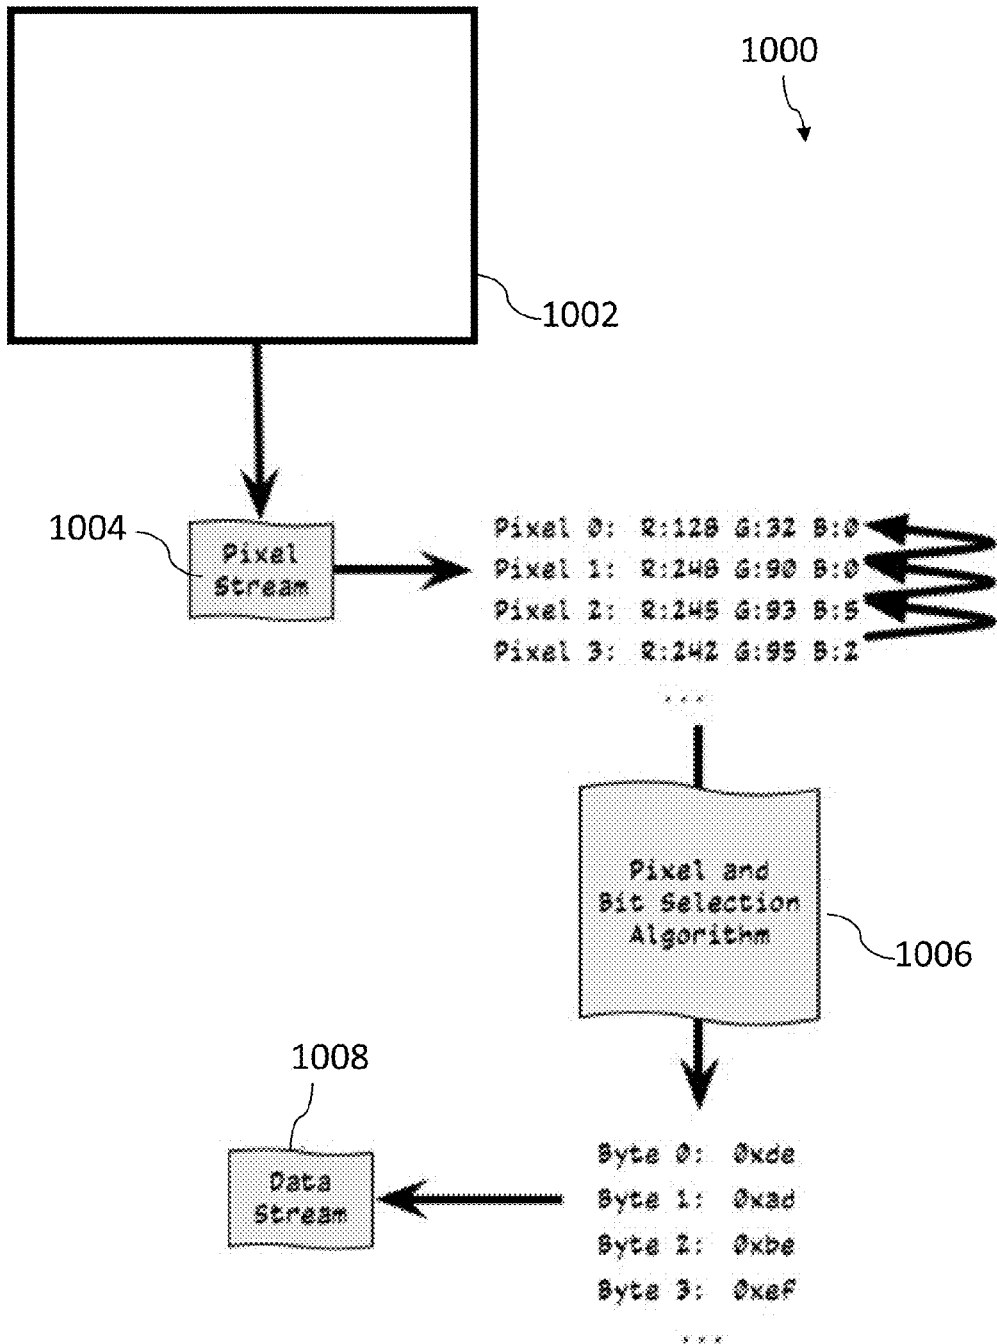 1000
1002
1004
Pixel
Stream
Pixel 0: R:128 G:32 B:0
Pixel 1: R:248 G:90 B:0
Pixel 2: R:245 G:93 B:5
Pixel 3: R:242 G:95 B:2
...
Pixel and
Bit Selection
Algorithm
1006
1008
Data
Stream
Byte 0: 0xde
Byte 1: 0xad
Byte 2: 0xbe
Byte 3: 0xef
...